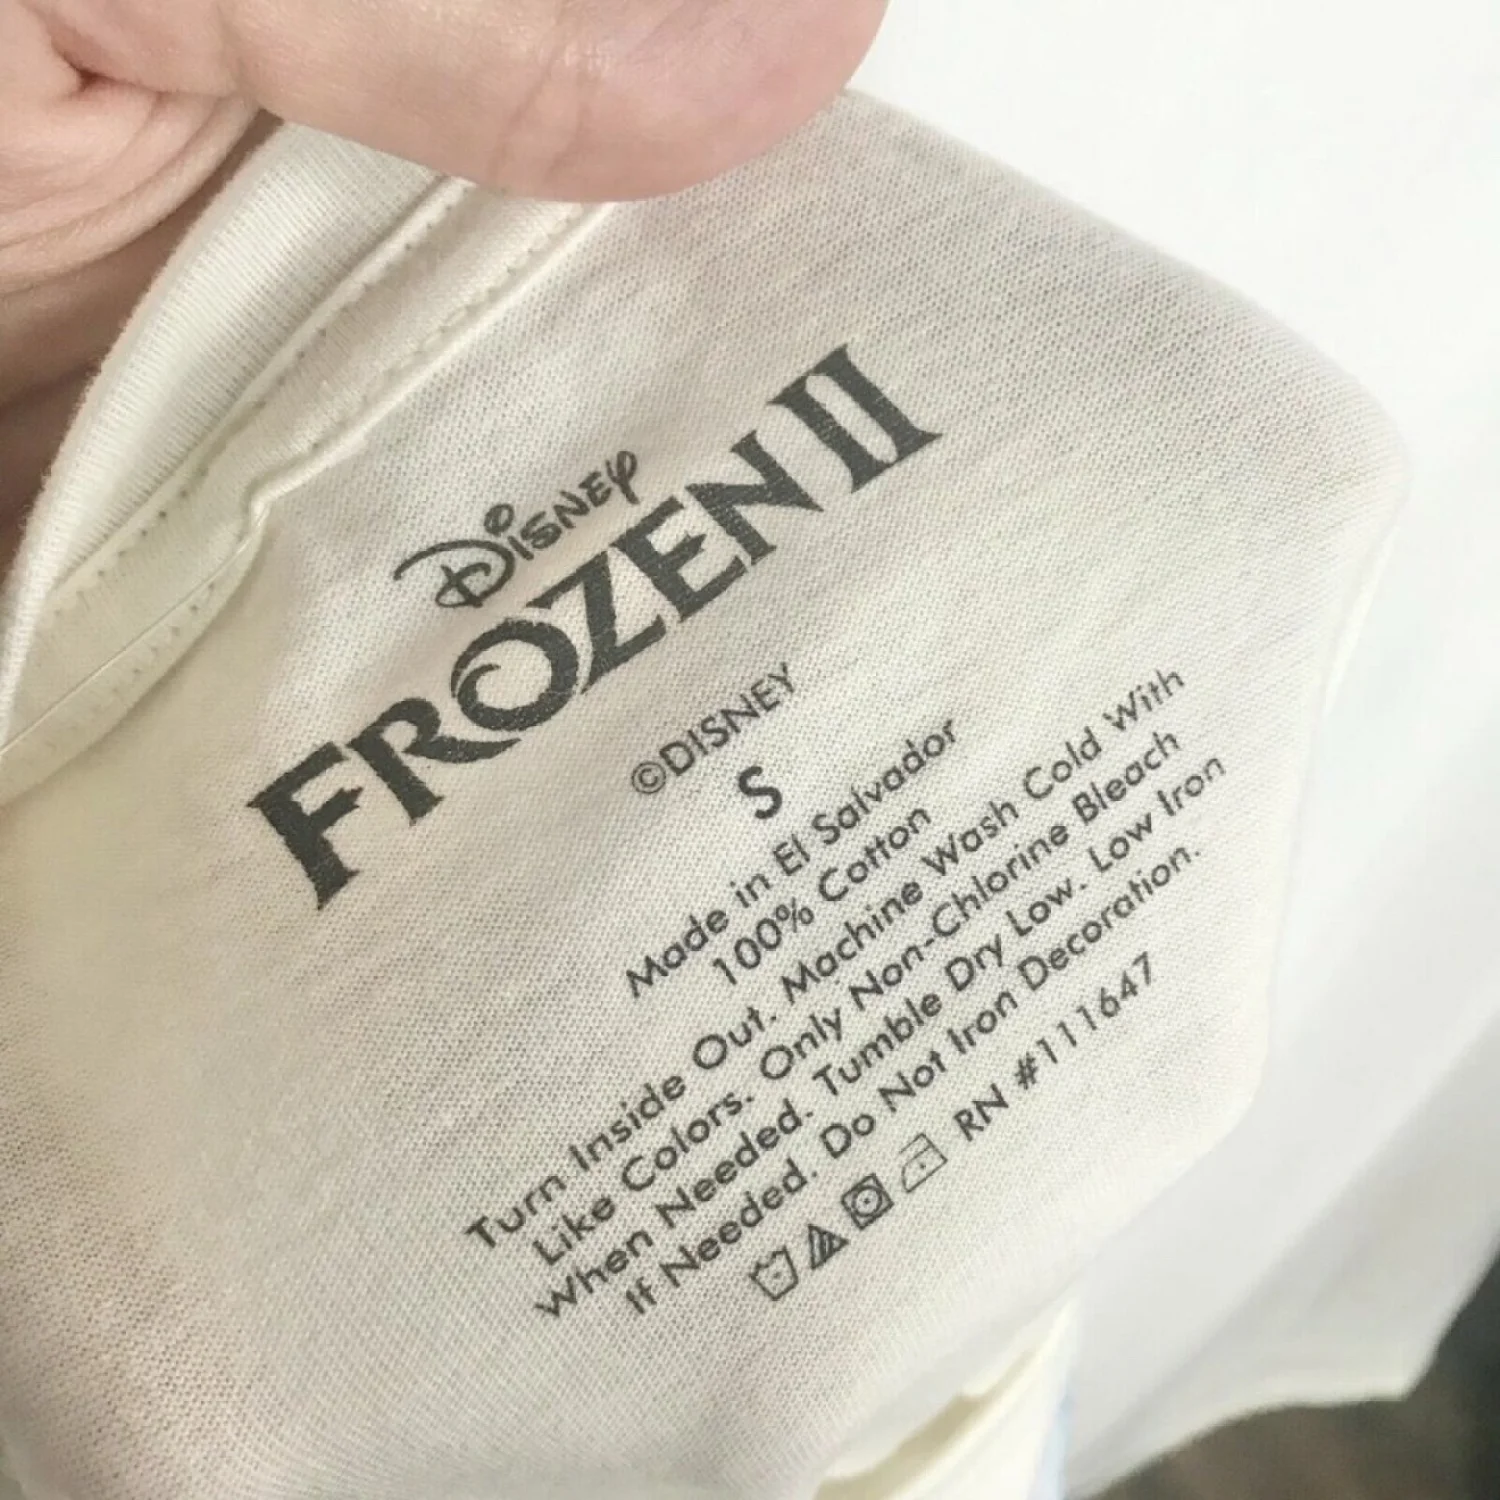 Disney
FROZEN II
©DISNEY
S
Made in El Salvador
100% Cotton
Turn Inside Out. Machine Wash Cold With
Like Colors. Only Non-Chlorine Bleach
When Needed. Tumble Dry Low. Low Iron
If Needed. Do Not Iron Decoration.
RN #111647